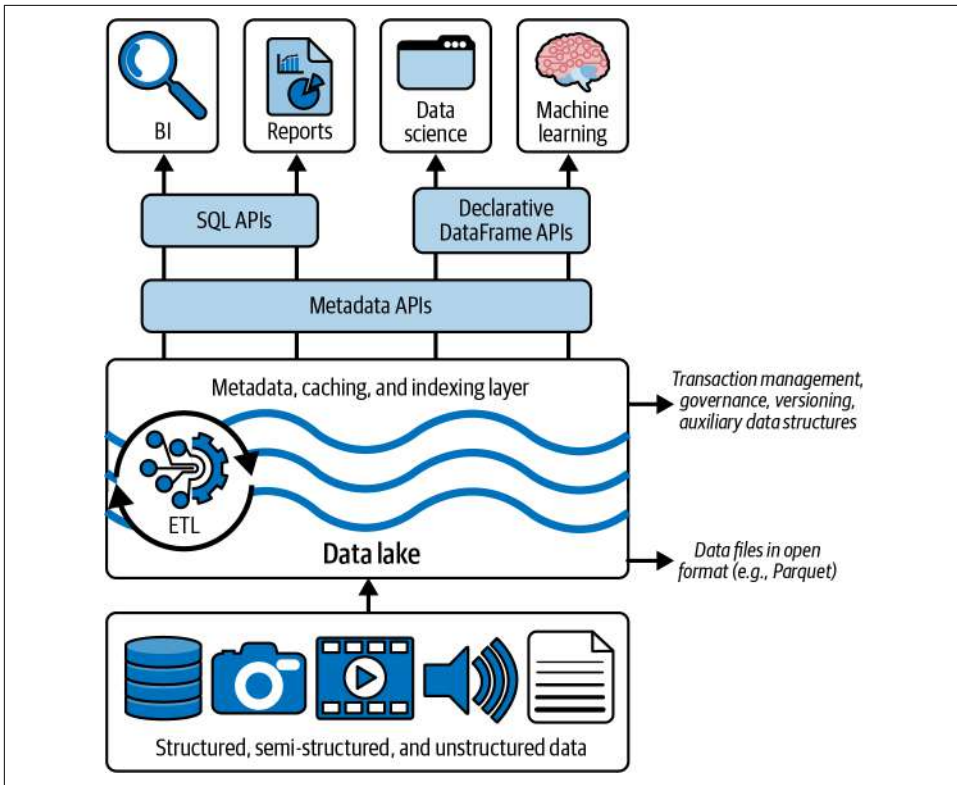 BI
Reports
Data
science
Machine
learning
SQL APIs
Declarative
DataFrame APIs
Metadata APIs
Metadata, caching, and indexing layer
Transaction management,
governance, versioning,
auxiliary data structures
ETL
Data lake
Data files in open
format (e.g., Parquet)
Structured, semi-structured, and unstructured data